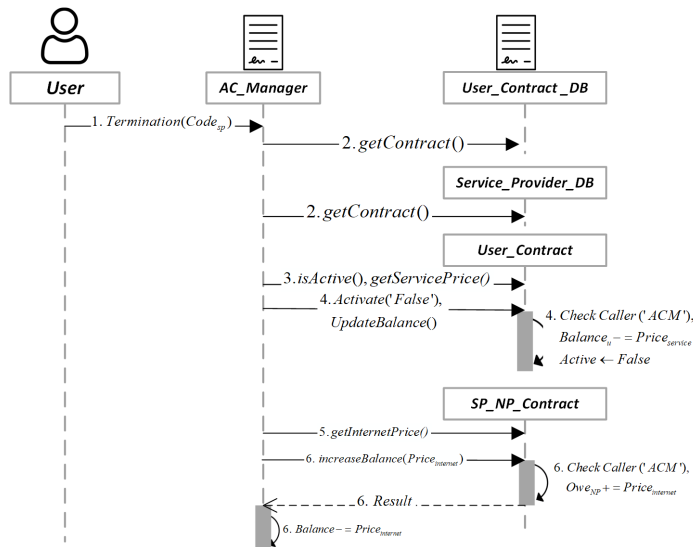 User
AC_Manager
User_Contract _DB
1. Termination(Code_sp)
2. getContract()
Service_Provider_DB
2. getContract()
User_Contract
3. isActive(), getServicePrice()
4. Activate('False'),
UpdateBalance()
4. Check Caller ('ACM'),
Balance_u − = Price_service
Active ← False
SP_NP_Contract
5. getInternetPrice()
6. increaseBalance(Price_internet)
6. Check Caller ('ACM'),
Owe_NP + = Price_internet
6. Result
6. Balance − = Price_internet